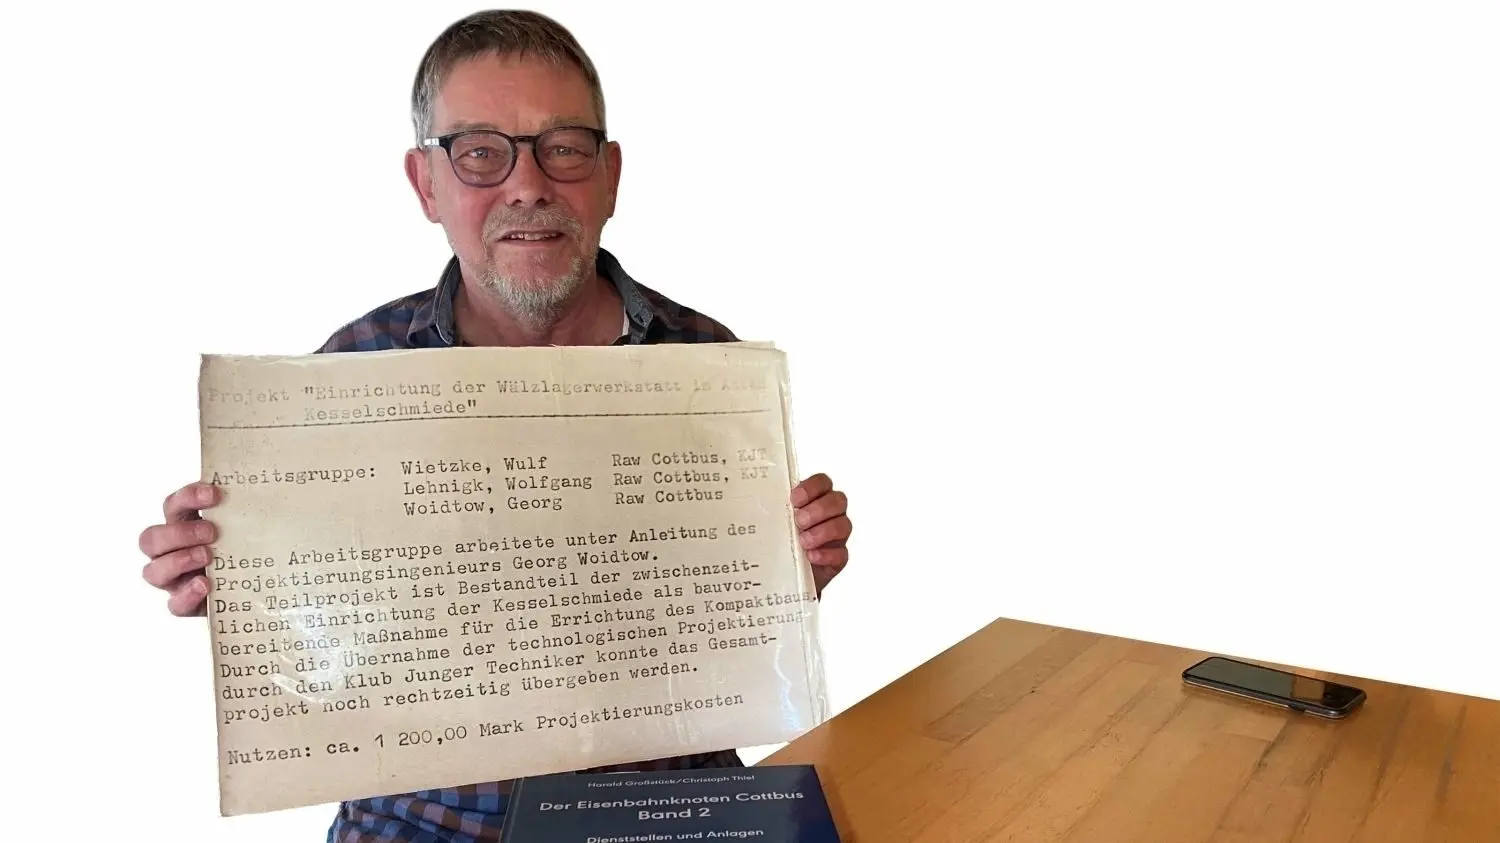 Projekt "Einrichtung der Wälzlagerwerkstatt in
Kesselschmiede"
Arbeitsgruppe: Wietzke, Wulf Raw Cottbus, KJT
Lehnigk, Wolfgang Raw Cottbus, KJT
Woidtow, Georg Raw Cottbus
Diese Arbeitsgruppe arbeitete unter Anleitung des
Projektierungsingenieurs Georg Woidtow.
Das Teilprojekt ist Bestandteil der zwischenzeit-
lichen Einrichtung der Kesselschmiede als bauvor-
bereitende Maßnahme für die Errichtung des Kompaktbaus.
Durch die Übernahme der technologischen Projektierung
durch den Klub Junger Techniker konnte das Gesamt-
projekt noch rechtzeitig übergeben werden.
Nutzen: ca. 1 200,00 Mark Projektierungskosten
Harald Großstück/Christoph Thiel
Der Eisenbahnknoten Cottbus
Band 2
Dienststellen und Anlagen